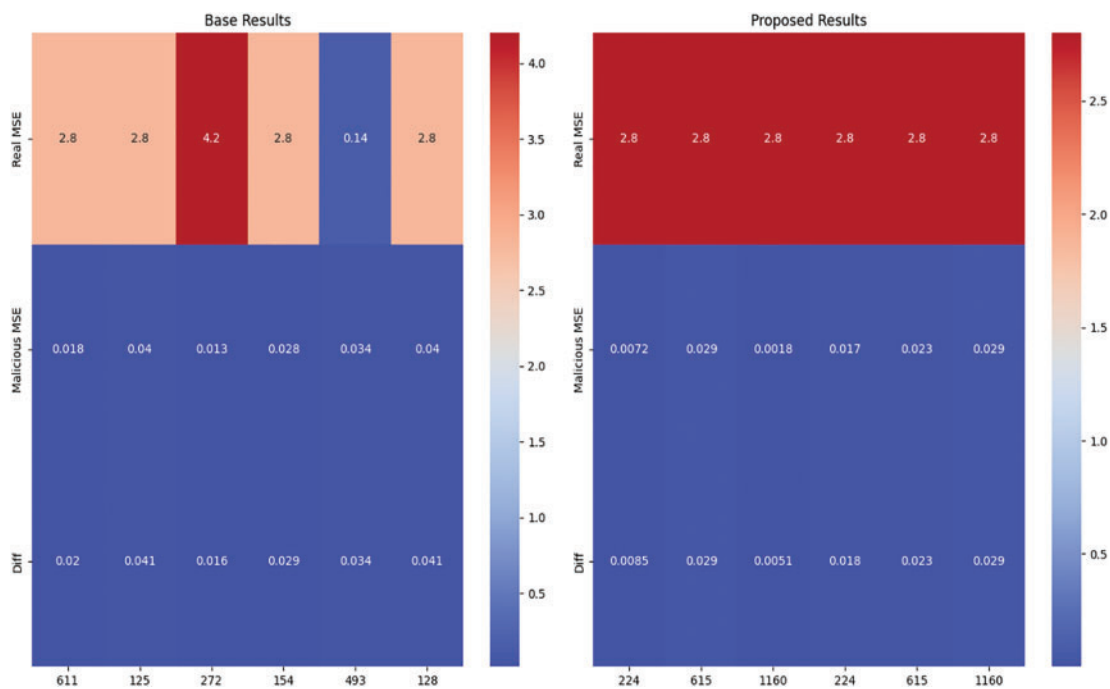 Base Results
Real MSE 2.8 2.8 4.2 2.8 0.14 2.8
Malicious MSE 0.018 0.04 0.013 0.028 0.034 0.04
Diff 0.02 0.041 0.016 0.029 0.034 0.041
611 125 272 154 493 128
4.0
3.5
3.0
2.5
2.0
1.5
1.0
0.5
Proposed Results
Real MSE 2.8 2.8 2.8 2.8 2.8 2.8
Malicious MSE 0.0072 0.029 0.0018 0.017 0.023 0.029
Diff 0.0085 0.029 0.0051 0.018 0.023 0.029
224 615 1160 224 615 1160
2.5
2.0
1.5
1.0
0.5